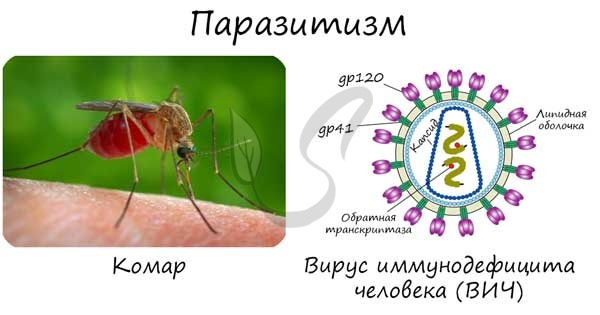 Паразитизм
gp120
gp41
Капсид
Липидная
оболочка
Обратная
транскриптаза
Комар
Вирус иммунодефицита
человека (ВИЧ)